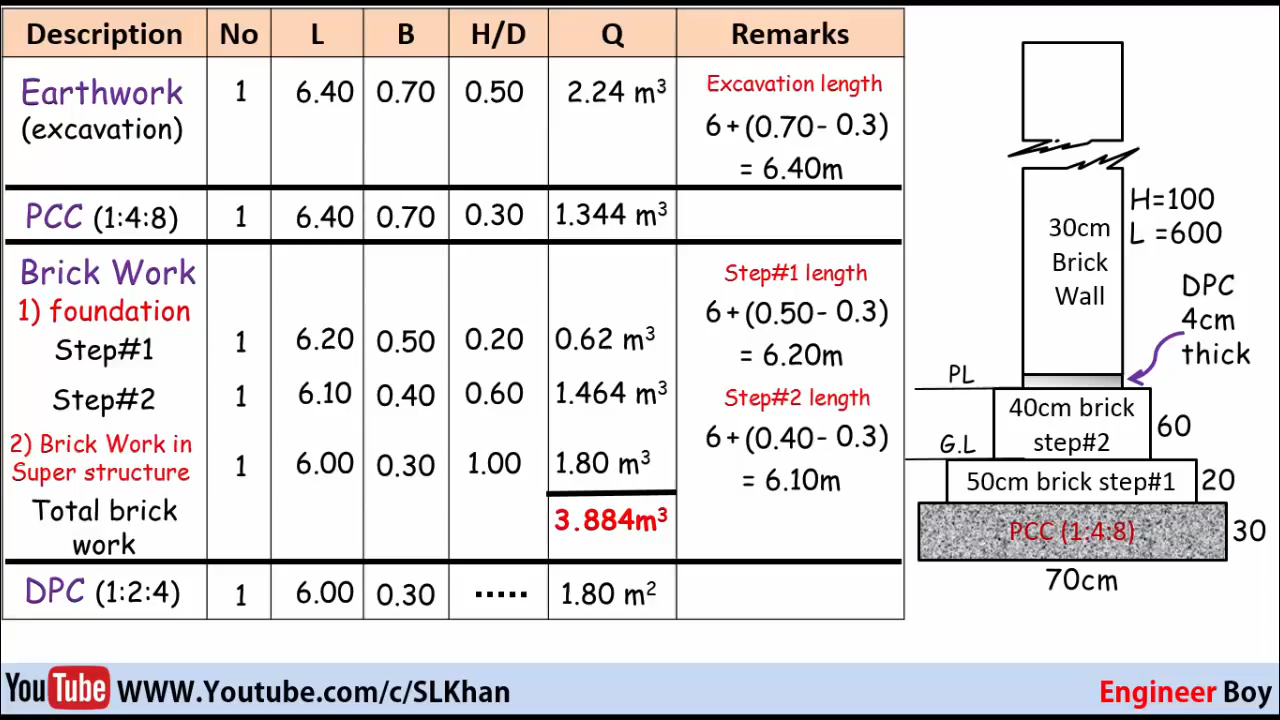 Description No L B H/D Q Remarks
Earthwork 1 6.40 0.70 0.50 2.24 m³ Excavation length
(excavation) 6+(0.70- 0.3)
= 6.40m
PCC (1:4:8) 1 6.40 0.70 0.30 1.344 m³
Brick Work Step#1 length
1) foundation 6+(0.50- 0.3)
Step#1 1 6.20 0.50 0.20 0.62 m³ = 6.20m
Step#2 1 6.10 0.40 0.60 1.464 m³ Step#2 length
2) Brick Work in 6+(0.40- 0.3)
Super structure 1 6.00 0.30 1.00 1.80 m³ = 6.10m
Total brick 3.884m³
work
DPC (1:2:4) 1 6.00 0.30 ..... 1.80 m²
30cm
Brick
Wall
H=100
L =600
DPC
4cm
thick
PL
40cm brick
step#2
60
G.L
50cm brick step#1
20
PCC (1:4:8)
30
70cm
YouTube WWW.Youtube.com/c/SLKhan Engineer Boy